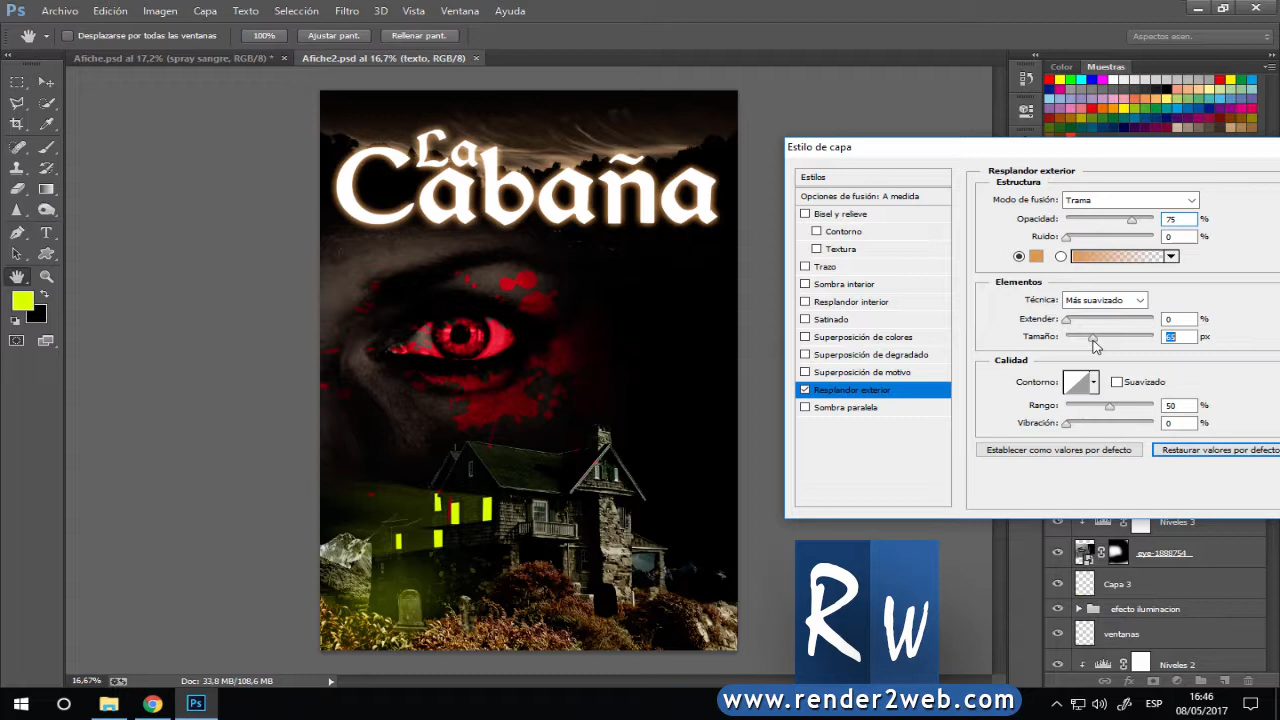 Ps Archivo Edición Imagen Capa Texto Selección Filtro 3D Vista Ventana Ayuda
Desplazarse por todas las ventanas 100% Ajustar pant. Rellenar pant. Aspectos esen.
Afiche.psd al 17,2% (spray sangre, RGB/8) * × Afiche2.psd al 16,7% (texto, RGB/8) ×
Color Muestras
La
Cabaña
Estilo de capa
Estilos
Opciones de fusión: A medida
Bisel y relieve
Contorno
Textura
Trazo
Sombra interior
Resplandor interior
Satinado
Superposición de colores
Superposición de degradado
Superposición de motivo
Resplandor exterior
Sombra paralela
Resplandor exterior
Estructura
Modo de fusión: Trama
Opacidad: 75 %
Ruido: 0 %
Elementos
Técnica: Más suavizado
Extender: 0 %
Tamaño: 65 px
Calidad
Contorno: Suavizado
Rango: 50 %
Vibración: 0 %
Establecer como valores por defecto Restaurar valores por defecto
Niveles 3
eye-1888754
Capa 3
efecto iluminacion
ventanas
Niveles 2
RW
16,67% Doc: 33,8 MB/108,6 MB
www.render2web.com
Ps ESP 16:46
08/05/2017